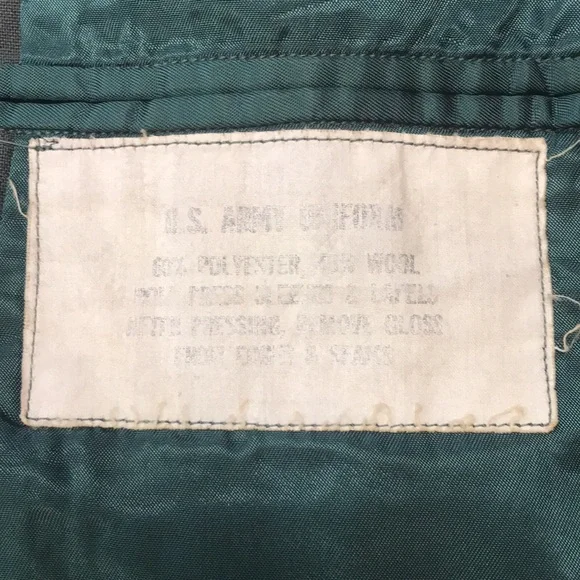 U.S. ARMY UNIFORM
60% POLYESTER, 40% WOOL
ROLL PRESS SLEEVES & LAPELS
AFTER PRESSING, REMOVE GLOSS
FROM EDGES & SEAMS